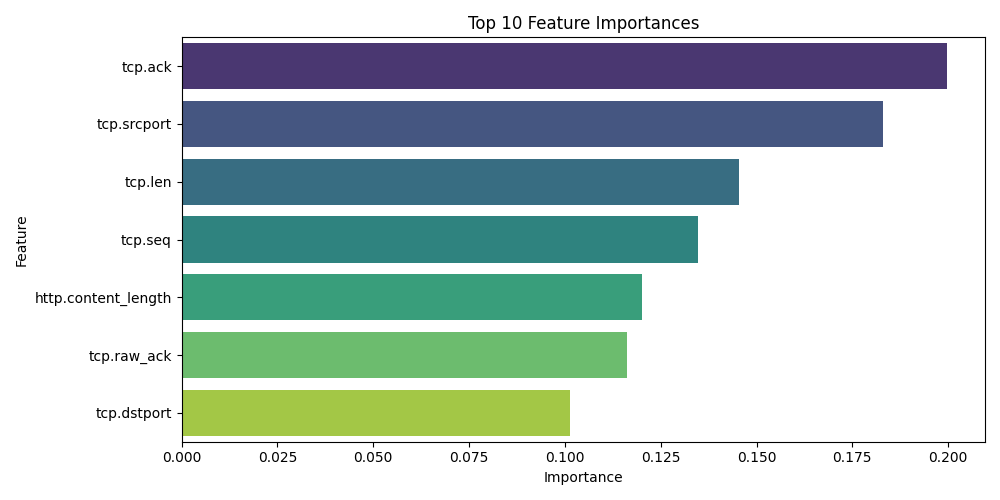 Top 10 Feature Importances
Feature
tcp.ack
tcp.srcport
tcp.len
tcp.seq
http.content_length
tcp.raw_ack
tcp.dstport
0.000 0.025 0.050 0.075 0.100 0.125 0.150 0.175 0.200
Importance